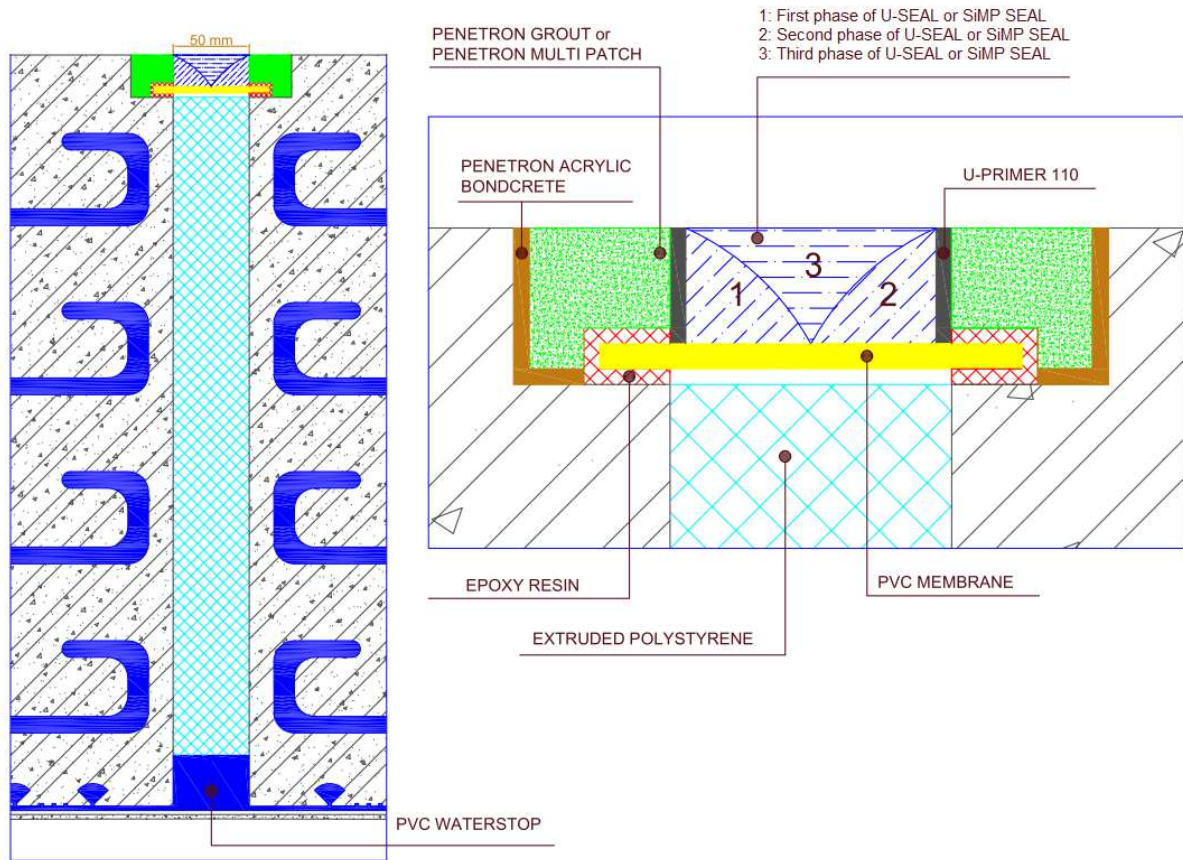 50 mm
PENETRON GROUT or
PENETRON MULTI PATCH
1: First phase of U-SEAL or SiMP SEAL
2: Second phase of U-SEAL or SiMP SEAL
3: Third phase of U-SEAL or SiMP SEAL
PENETRON ACRYLIC
BONDCRETE
U-PRIMER 110
1
3
2
EPOXY RESIN
PVC MEMBRANE
EXTRUDED POLYSTYRENE
PVC WATERSTOP